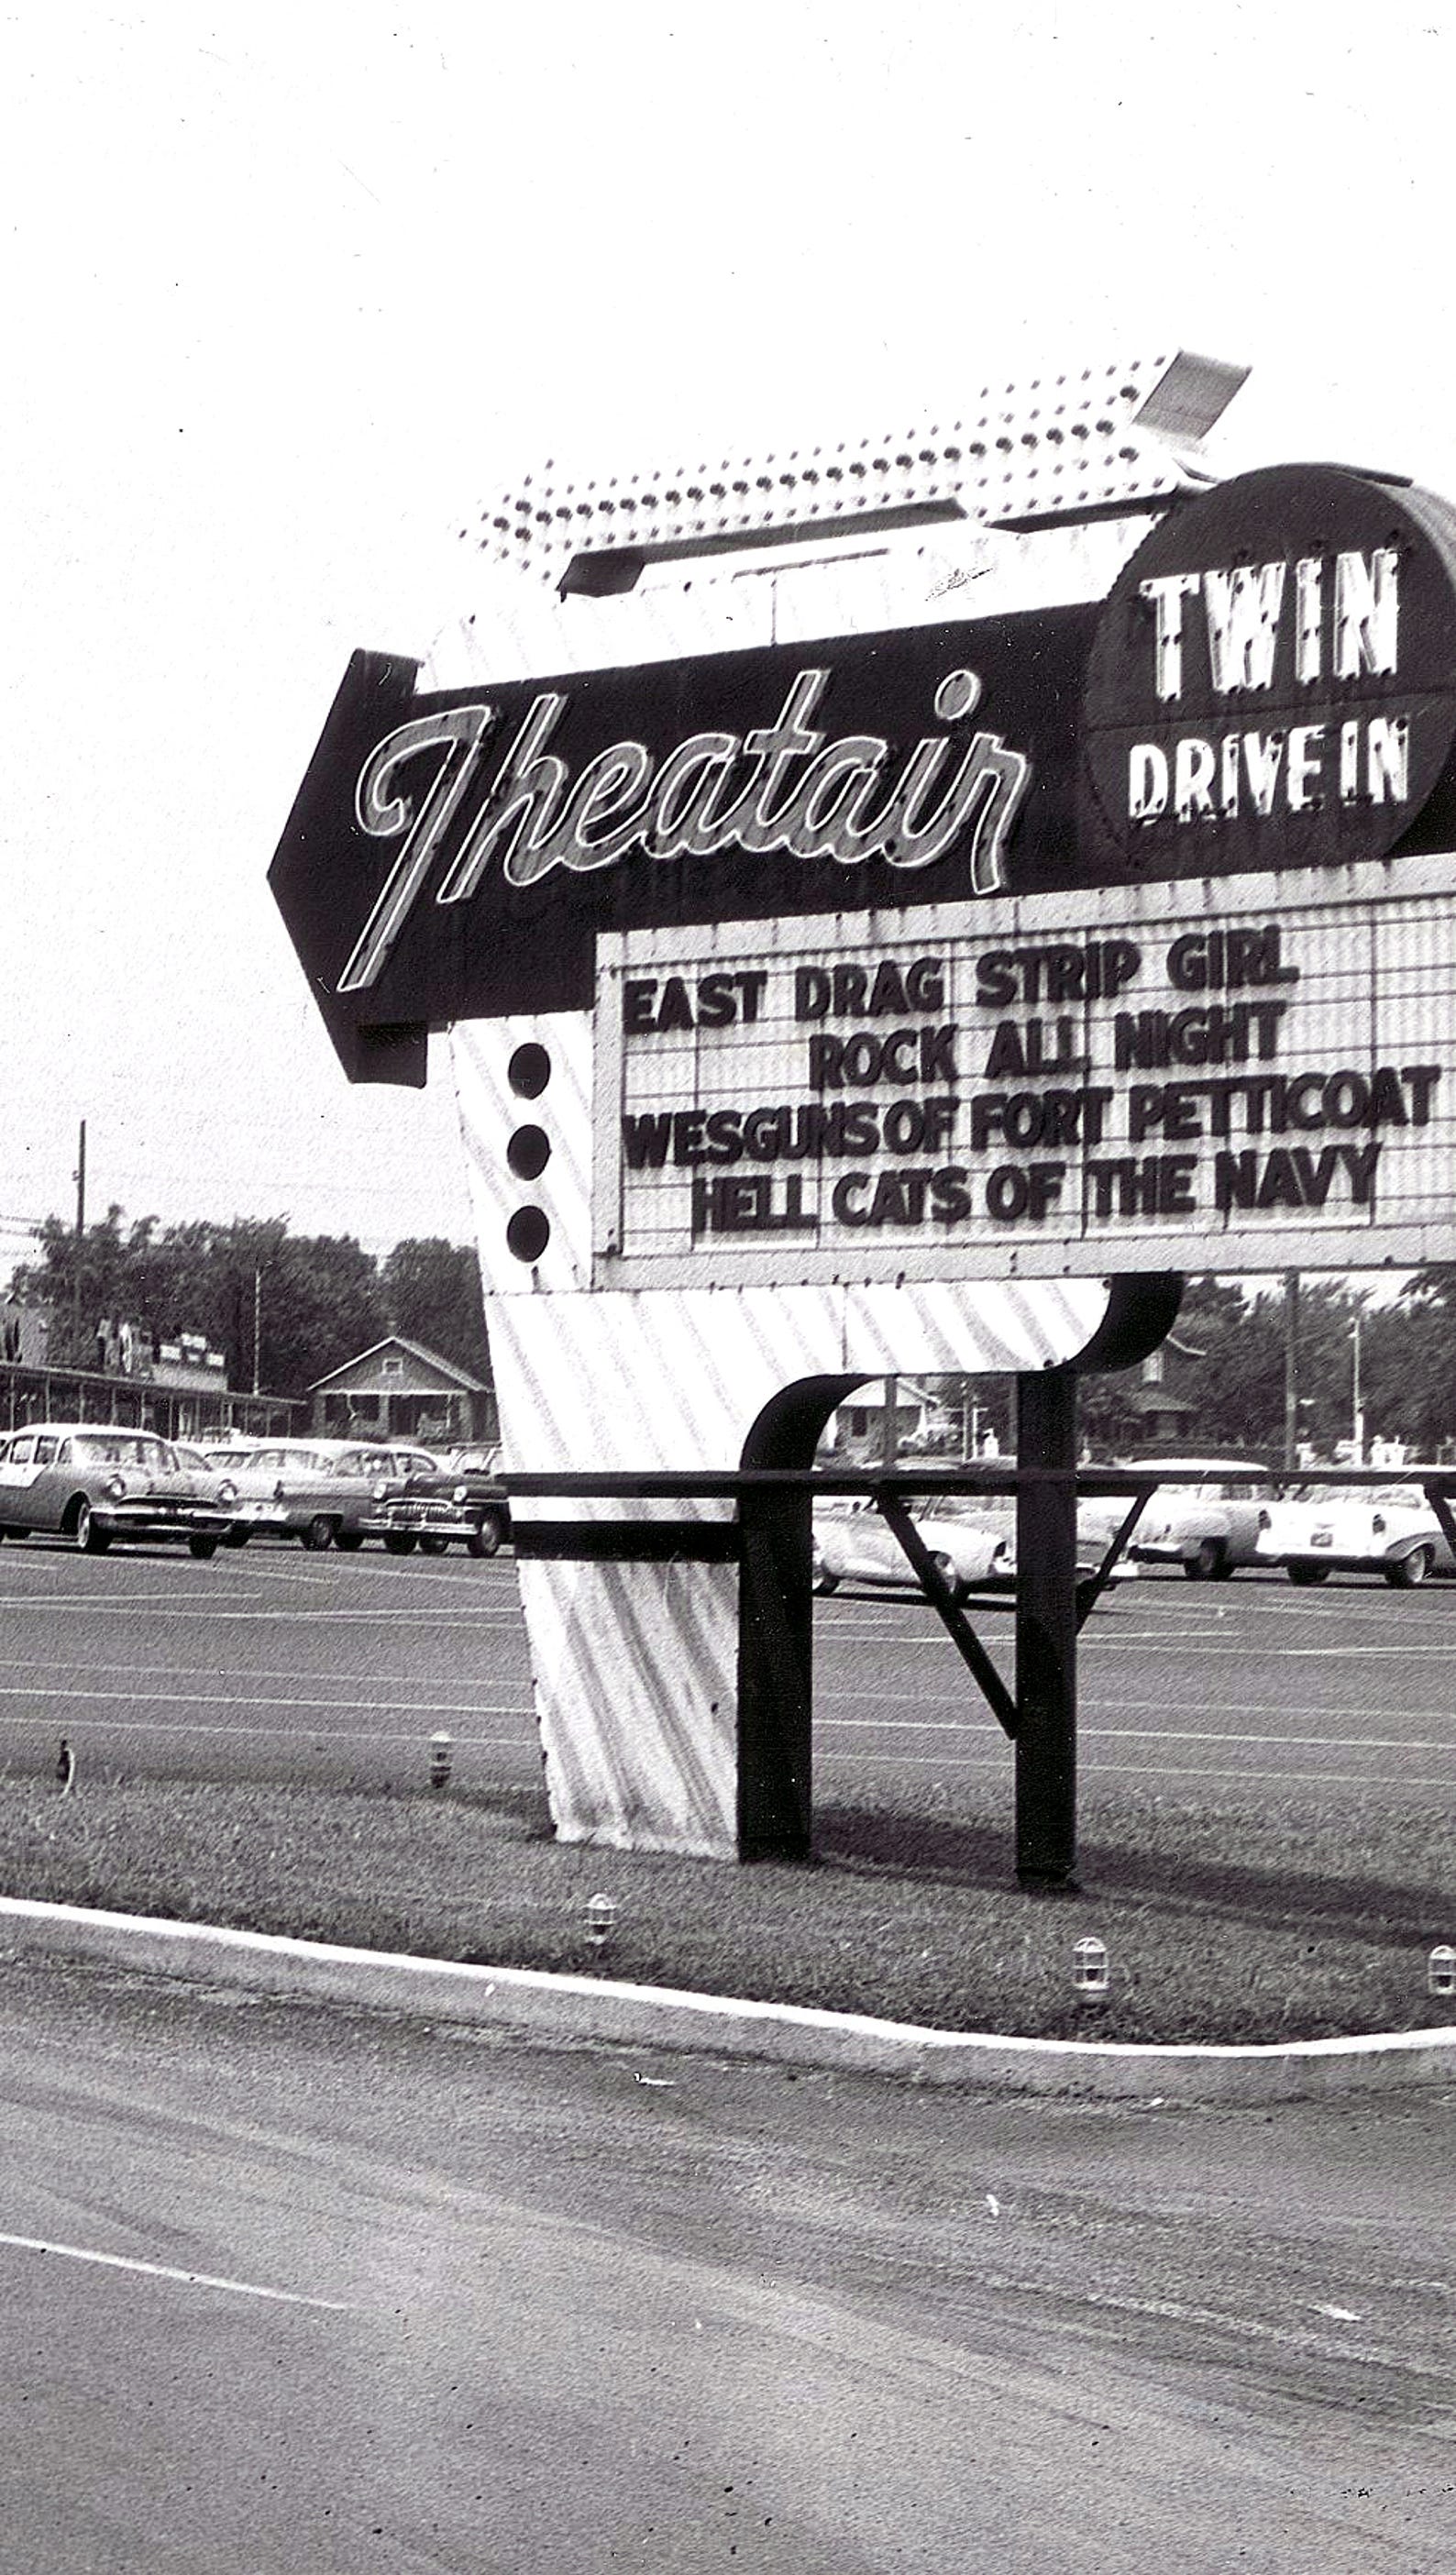 Theatair
TWIN
DRIVE IN
EAST DRAG STRIP GIRL
ROCK ALL NIGHT
WESGUNS OF FORT PETTICOAT
HELL CATS OF THE NAVY